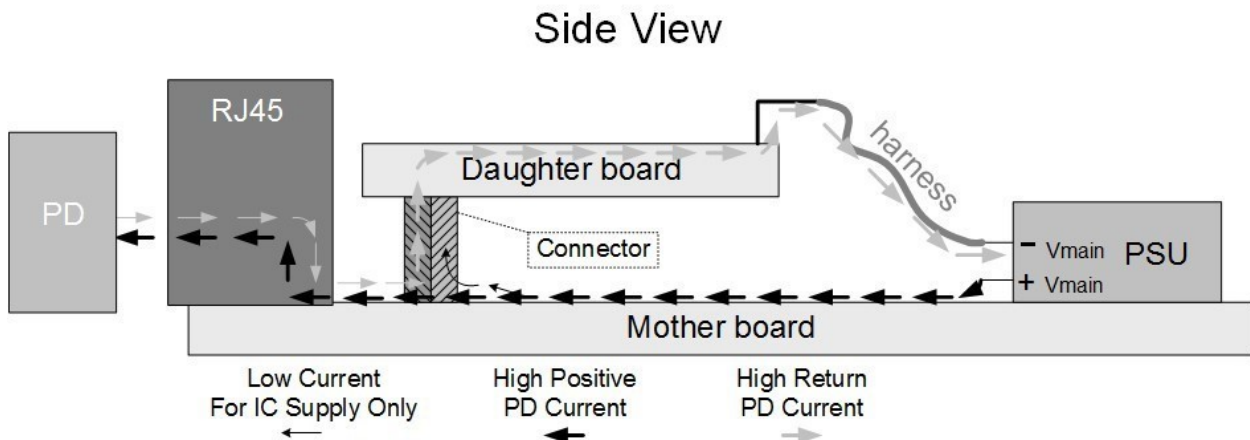 Side View
RJ45
PD
Daughter board
harness
Connector
− Vmain
+ Vmain
PSU
Mother board
Low Current
For IC Supply Only
High Positive
PD Current
High Return
PD Current